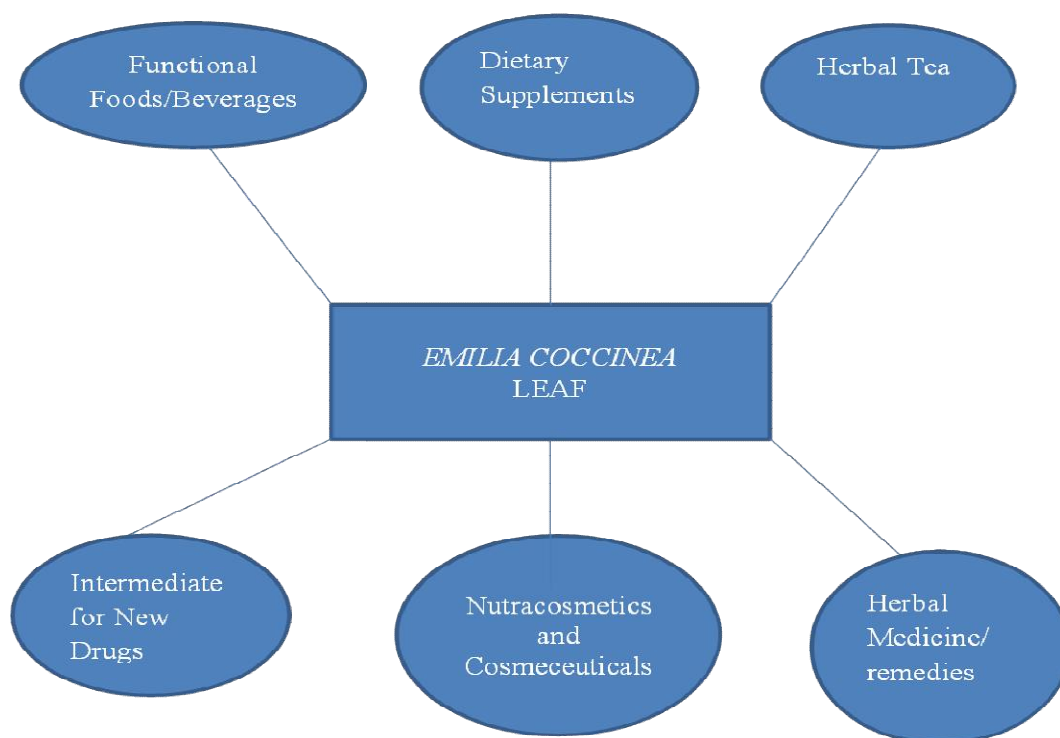 Functional
Foods/Beverages
Dietary
Supplements
Herbal Tea
EMILIA COCCINEA
LEAF
Intermediate
for New
Drugs
Nutracosmetics
and
Cosmeceuticals
Herbal
Medicine/
remedies